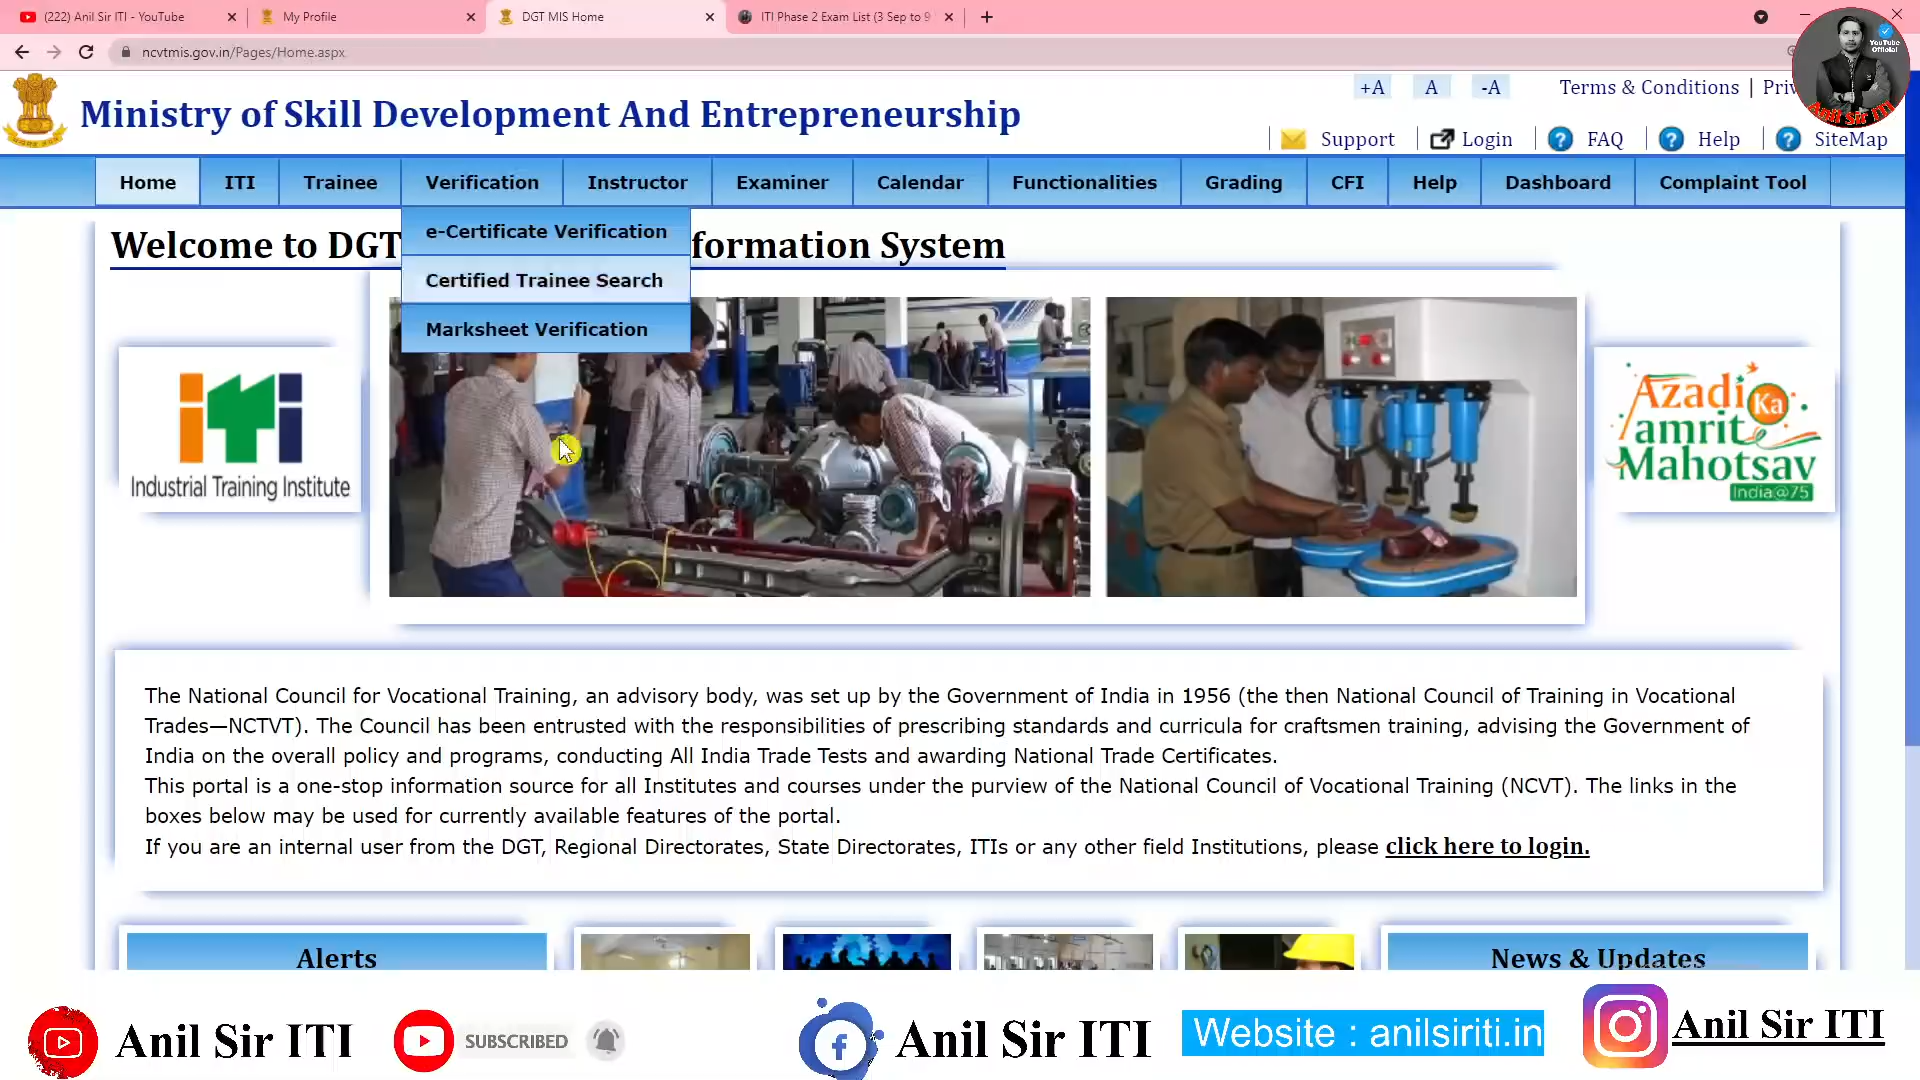 (222) Anil Sir ITI - YouTube
My Profile
DGT MIS Home
ITI Phase 2 Exam List (3 Sep to 9
ncvtmis.gov.in/Pages/Home.aspx
Ministry of Skill Development And Entrepreneurship
+A A -A
Terms & Conditions |
Support Login FAQ Help SiteMap
YouTube Official
Anil Sir ITI
Home ITI Trainee Verification Instructor Examiner Calendar Functionalities Grading CFI Help Dashboard Complaint Tool
e-Certificate Verification
Certified Trainee Search
Marksheet Verification
Welcome to DGT formation System
iTi
Industrial Training Institute
Azadi Ka
amrit
Mahotsav
India@75
The National Council for Vocational Training, an advisory body, was set up by the Government of India in 1956 (the then National Council of Training in Vocational
Trades—NCTVT). The Council has been entrusted with the responsibilities of prescribing standards and curricula for craftsmen training, advising the Government of
India on the overall policy and programs, conducting All India Trade Tests and awarding National Trade Certificates.
This portal is a one-stop information source for all Institutes and courses under the purview of the National Council of Vocational Training (NCVT). The links in the
boxes below may be used for currently available features of the portal.
If you are an internal user from the DGT, Regional Directorates, State Directorates, ITIs or any other field Institutions, please click here to login.
Alerts
News & Updates
Anil Sir ITI
SUBSCRIBED
Anil Sir ITI
Website : anilsiriti.in
Anil Sir ITI